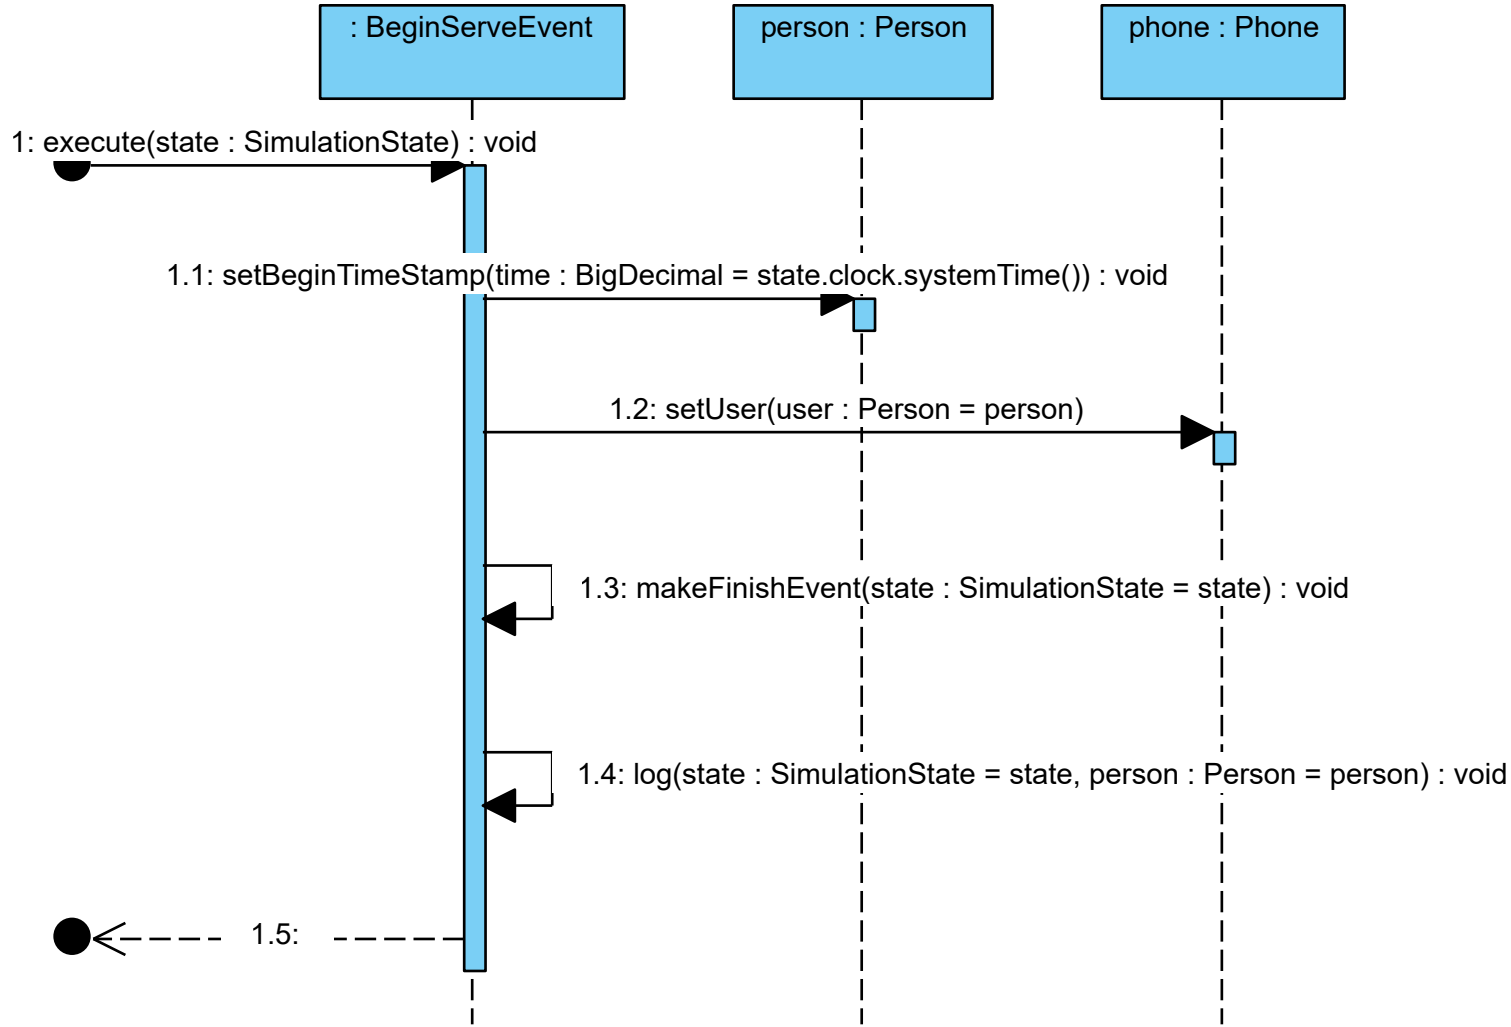 : BeginServeEvent
person : Person
phone : Phone
1: execute(state : SimulationState) : void
1.1: setBeginTimeStamp(time : BigDecimal = state.clock.systemTime()) : void
1.2: setUser(user : Person = person)
1.3: makeFinishEvent(state : SimulationState = state) : void
1.4: log(state : SimulationState = state, person : Person = person) : void
1.5: